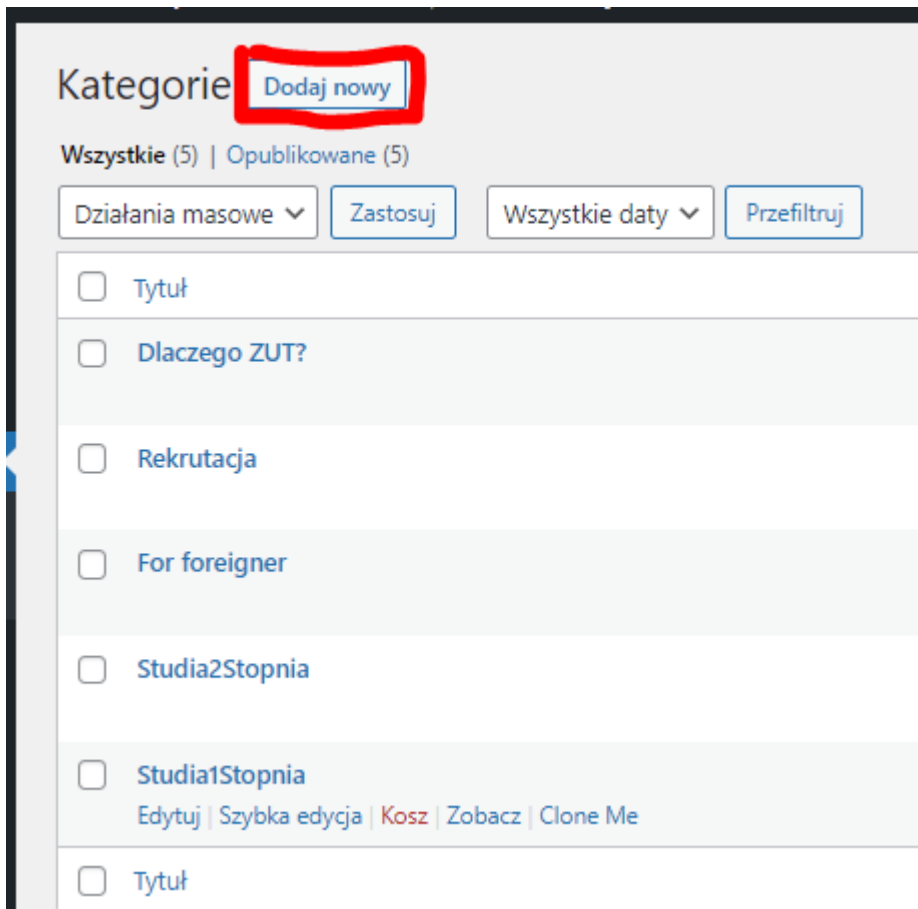 Kategorie Dodaj nowy
Wszystkie (5) | Opublikowane (5)
Działania masowe Zastosuj Wszystkie daty Przefiltruj
Tytuł
Dlaczego ZUT?
Rekrutacja
For foreigner
Studia2Stopnia
Studia1Stopnia
Edytuj | Szybka edycja | Kosz | Zobacz | Clone Me
Tytuł